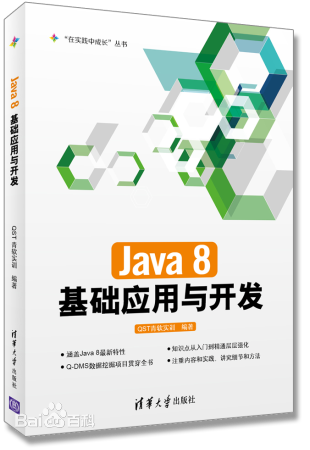 “在实践中成长”丛书
Java 8
基础应用与开发
QST青软实训 编著
• 涵盖Java 8最新特性
• Q-DMS数据挖掘项目贯穿全书
• 知识点从入门到精通层层强化
• 注重内容和实践，讲究细节和方法
清华大学出版社
Java 8
基础应用与开发
QST青软实训 编著
清华大学出版社
Bai百科